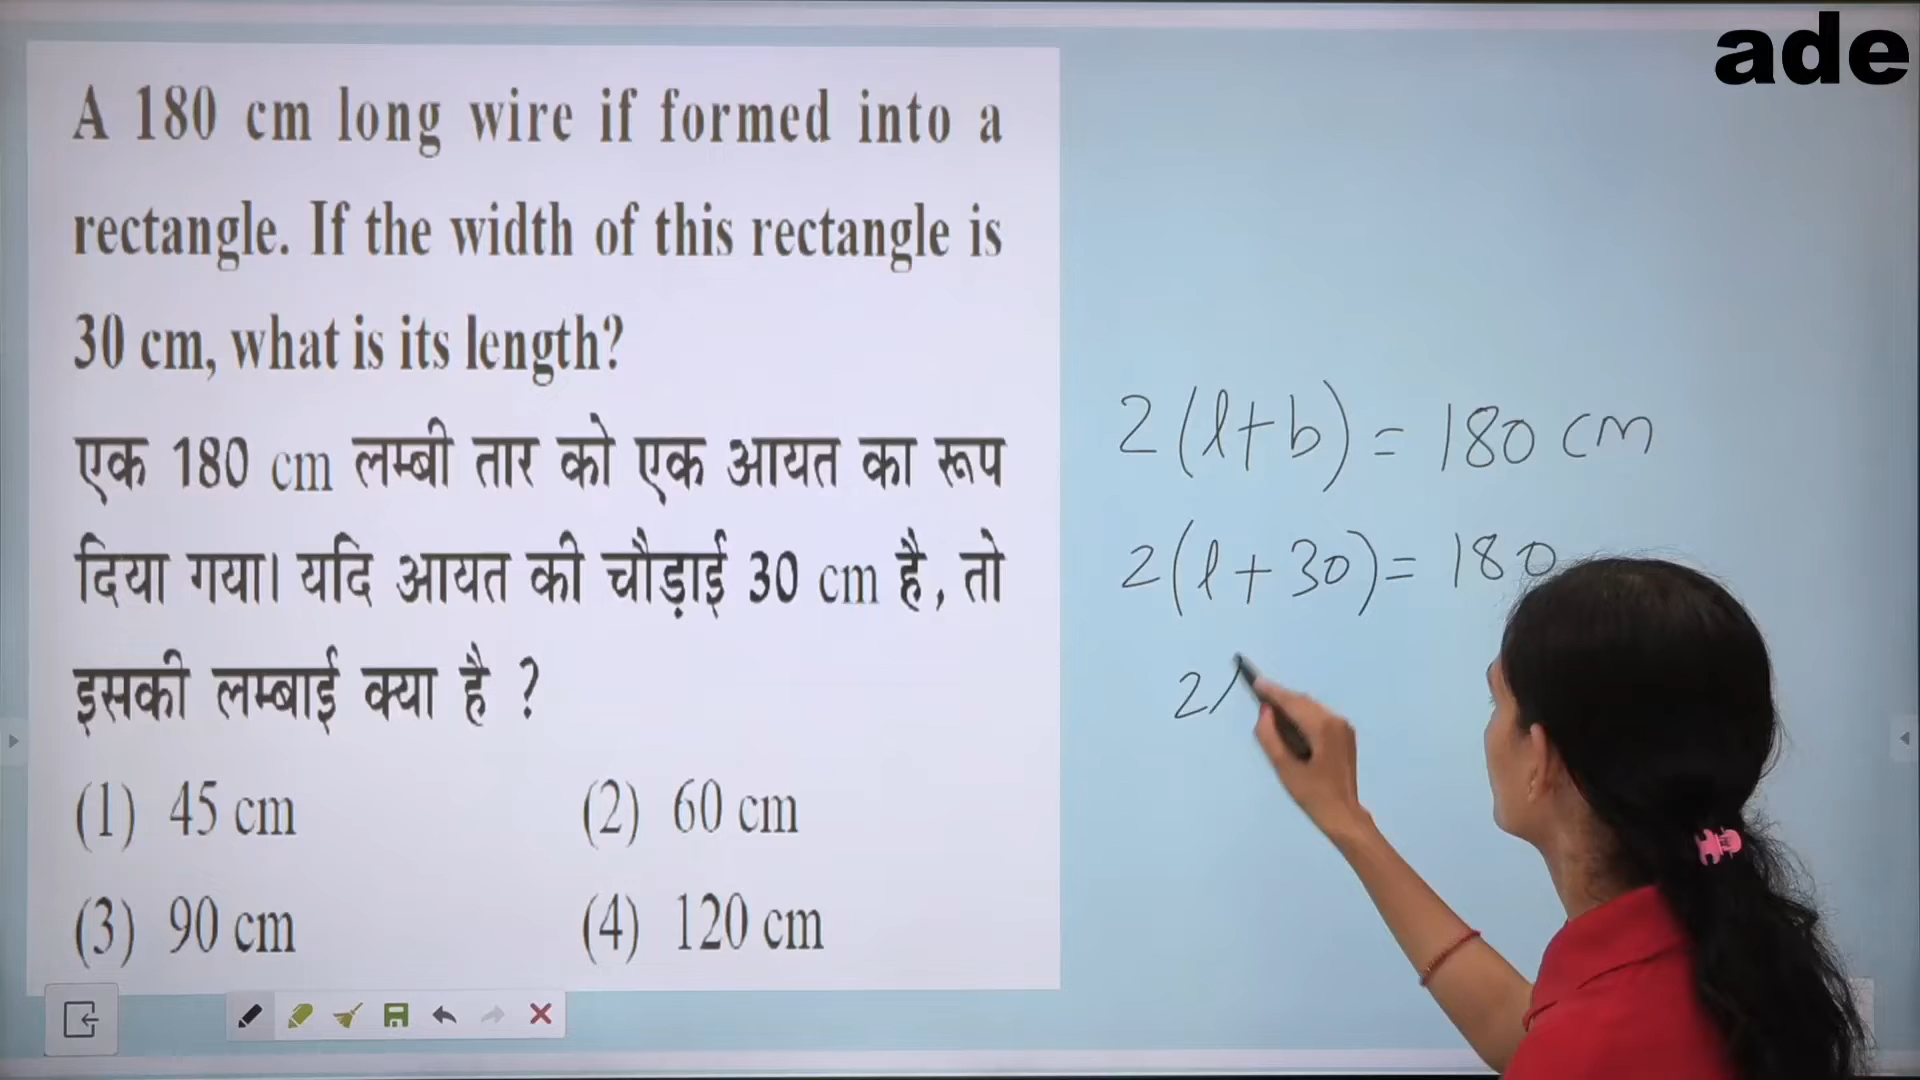 ade
A 180 cm long wire if formed into a
rectangle. If the width of this rectangle is
30 cm, what is its length?
एक 180 cm लम्बी तार को एक आयत का रूप
दिया गया। यदि आयत की चौड़ाई 30 cm है, तो
इसकी लम्बाई क्या है ?
(1) 45 cm
(2) 60 cm
(3) 90 cm
(4) 120 cm
2(l+b) = 180 cm
2(l+30) = 180
2